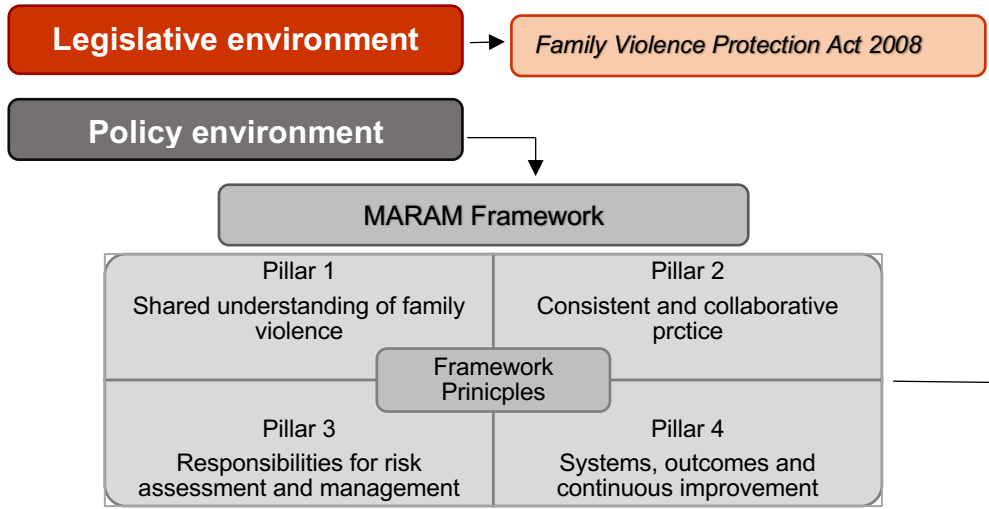 Legislative environment
Family Violence Protection Act 2008
Policy environment
MARAM Framework
Pillar 1
Shared understanding of family
violence
Pillar 2
Consistent and collaborative
prctice
Framework
Prinicples
Pillar 3
Responsibilities for risk
assessment and management
Pillar 4
Systems, outcomes and
continuous improvement